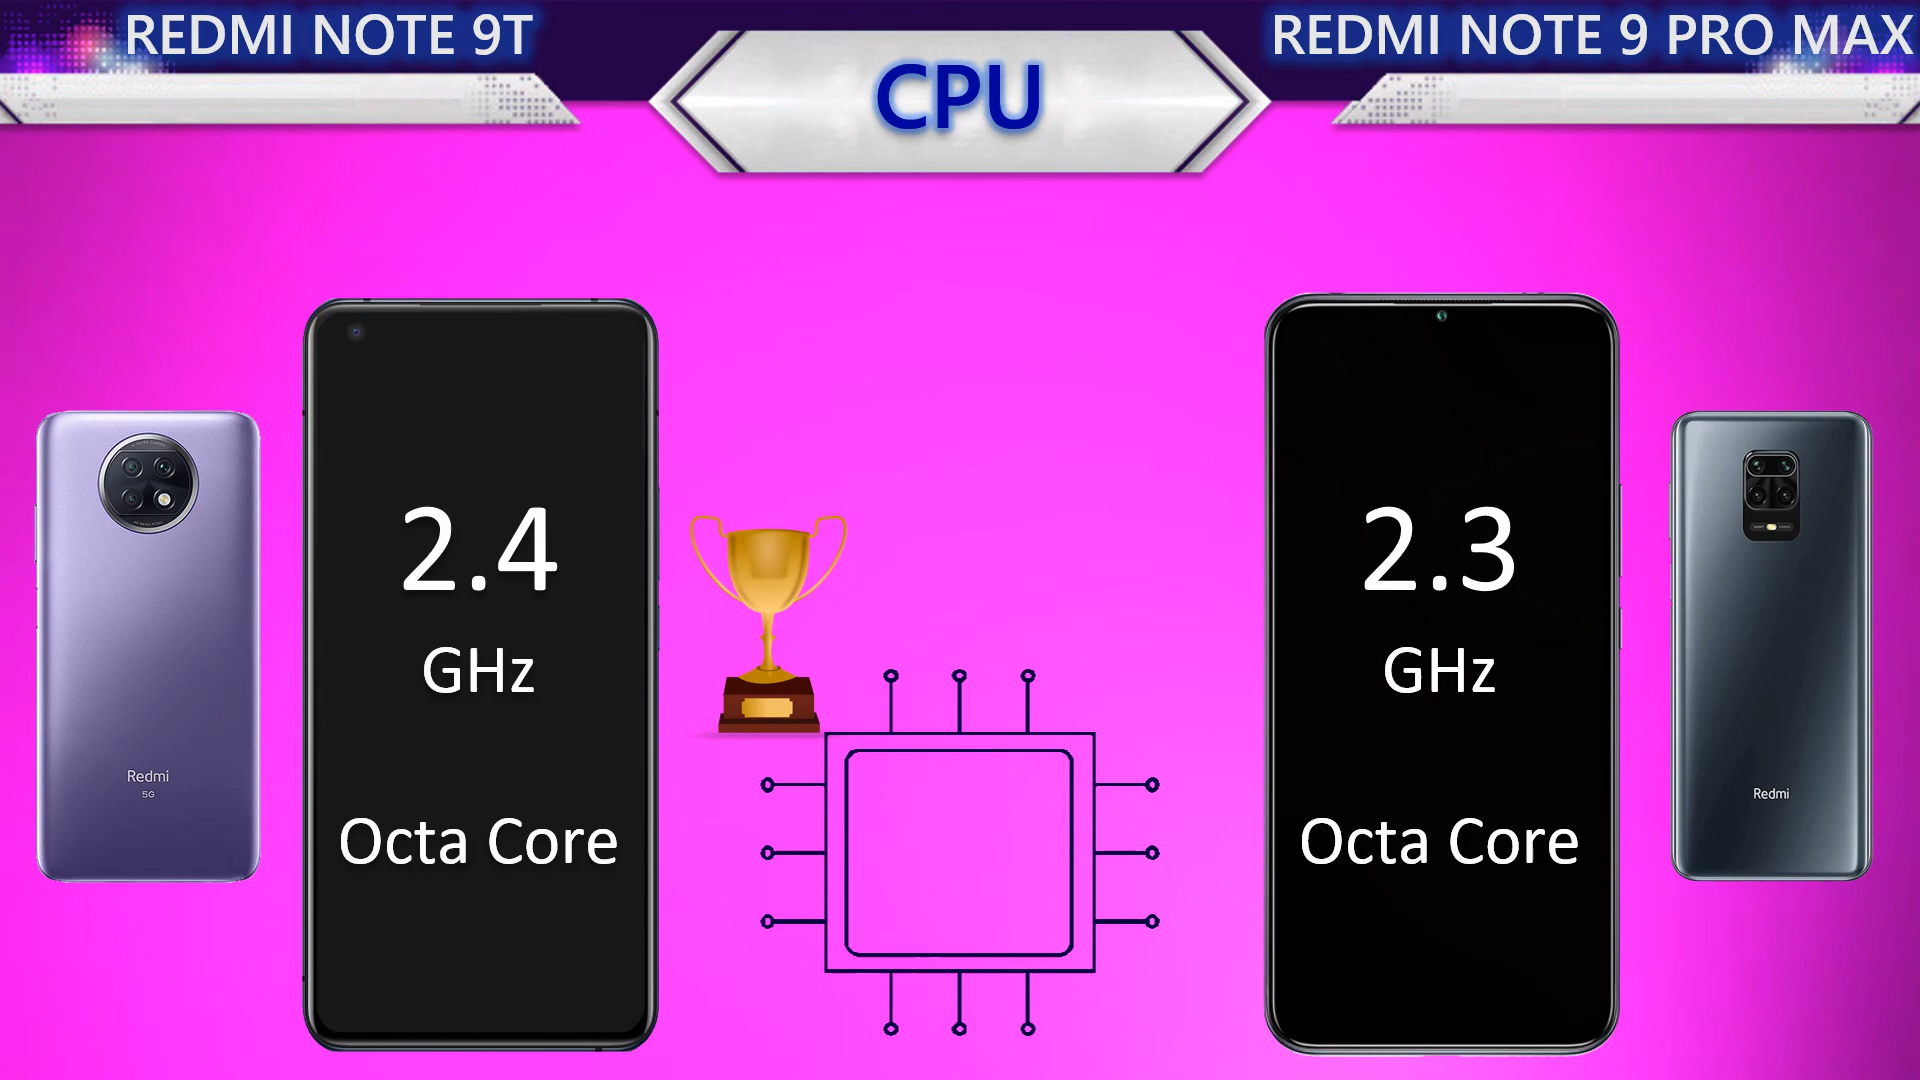 REDMI NOTE 9T
CPU
REDMI NOTE 9 PRO MAX
2.4
GHz
Octa Core
2.3
GHz
Octa Core
Redmi
5G
Redmi